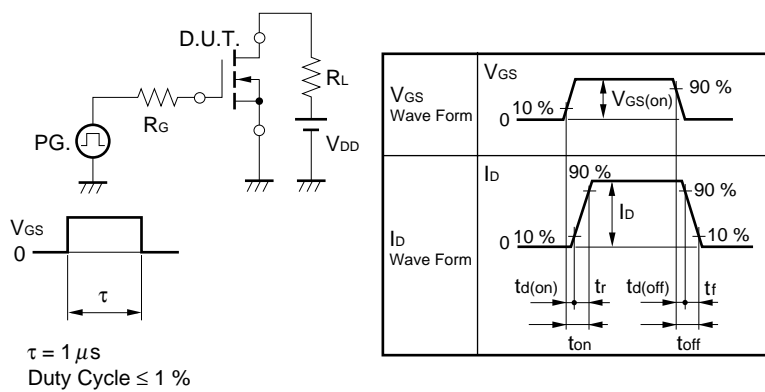 D.U.T.
RL
RG
PG.
VDD
VGS
0
τ
τ = 1 μs
Duty Cycle ≤ 1 %
VGS
Wave Form
VGS
10 %
0
VGS(on)
90 %
ID
Wave Form
ID
90 %
90 %
ID
0
10 %
10 %
td(on)
tr
td(off)
tf
ton
toff